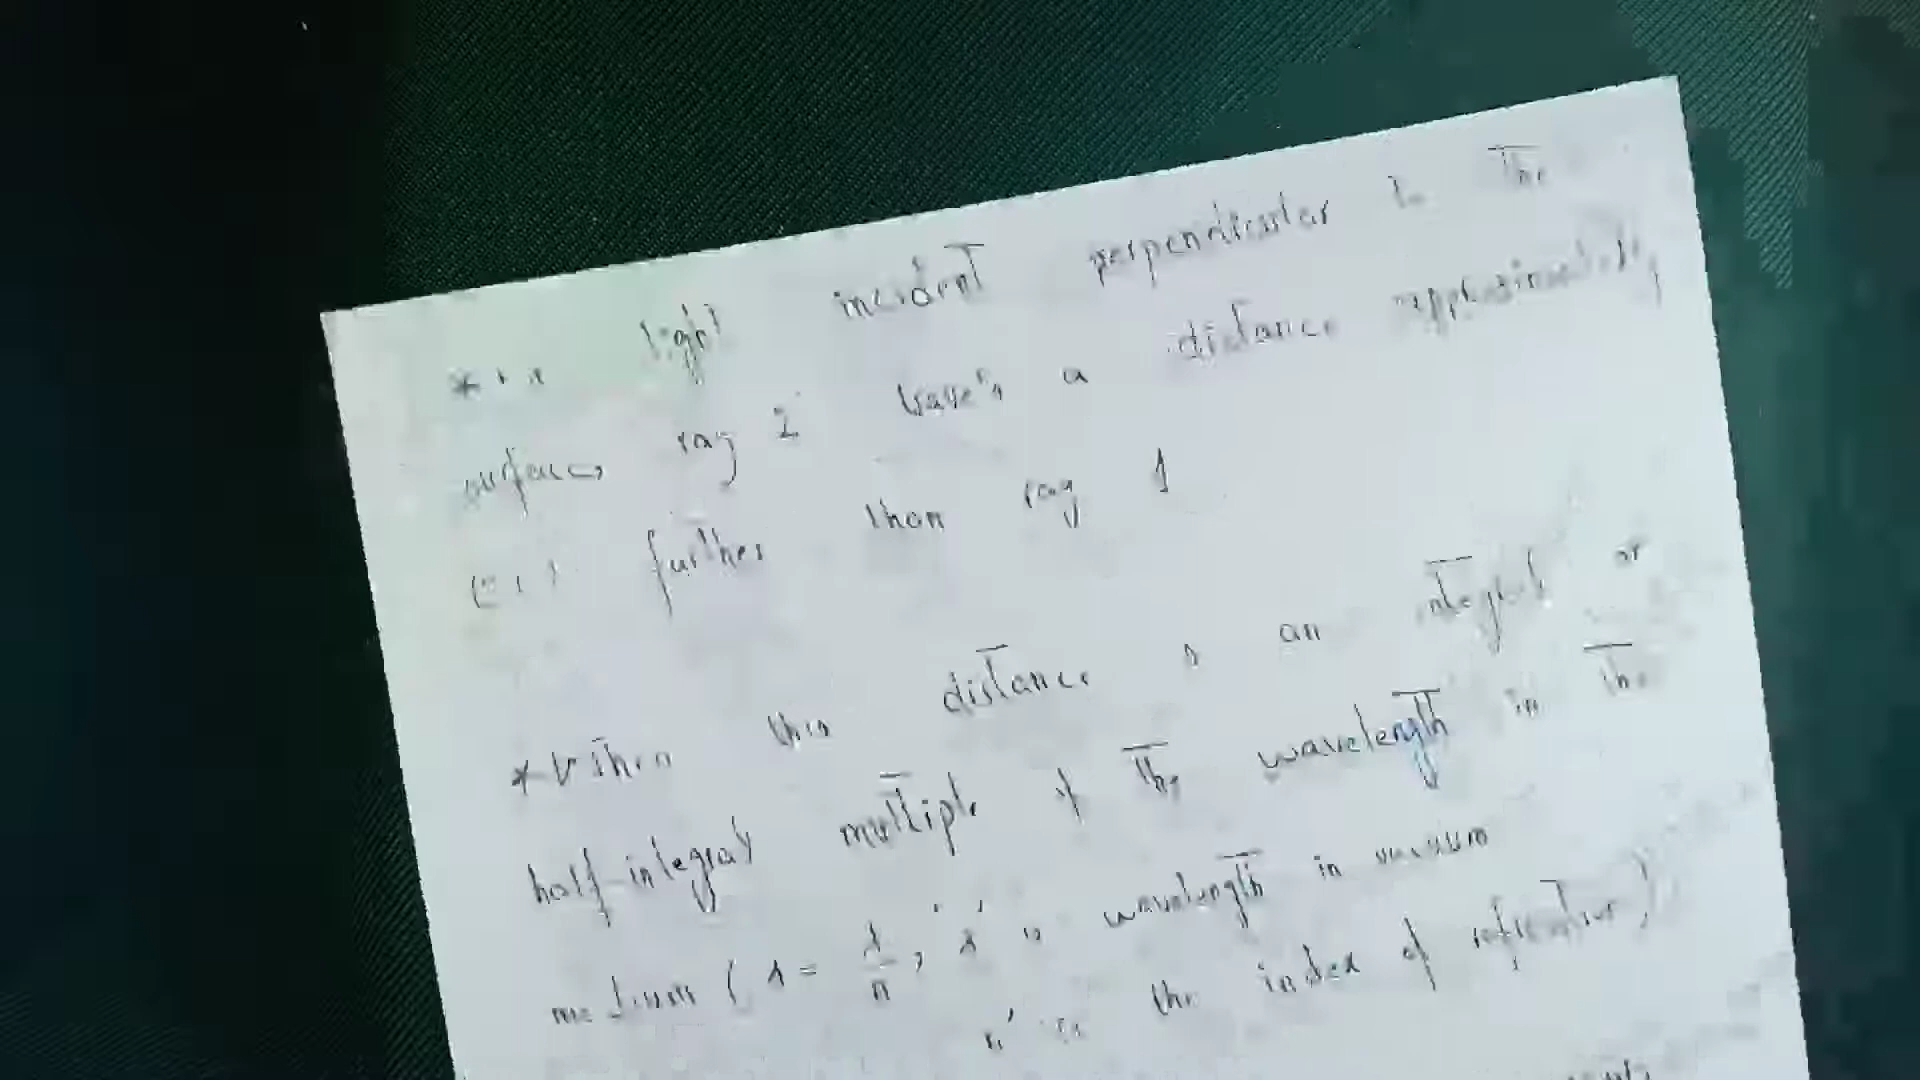 light incident perpendicular to the
surface, ray 2 travels a distance approximately
further than ray 1
* When this distance is an integral or
half-integral multiple of the wavelength in the
medium ( λ = λ/n, 'λ' is wavelength in vacuum
'n' is the index of refraction)